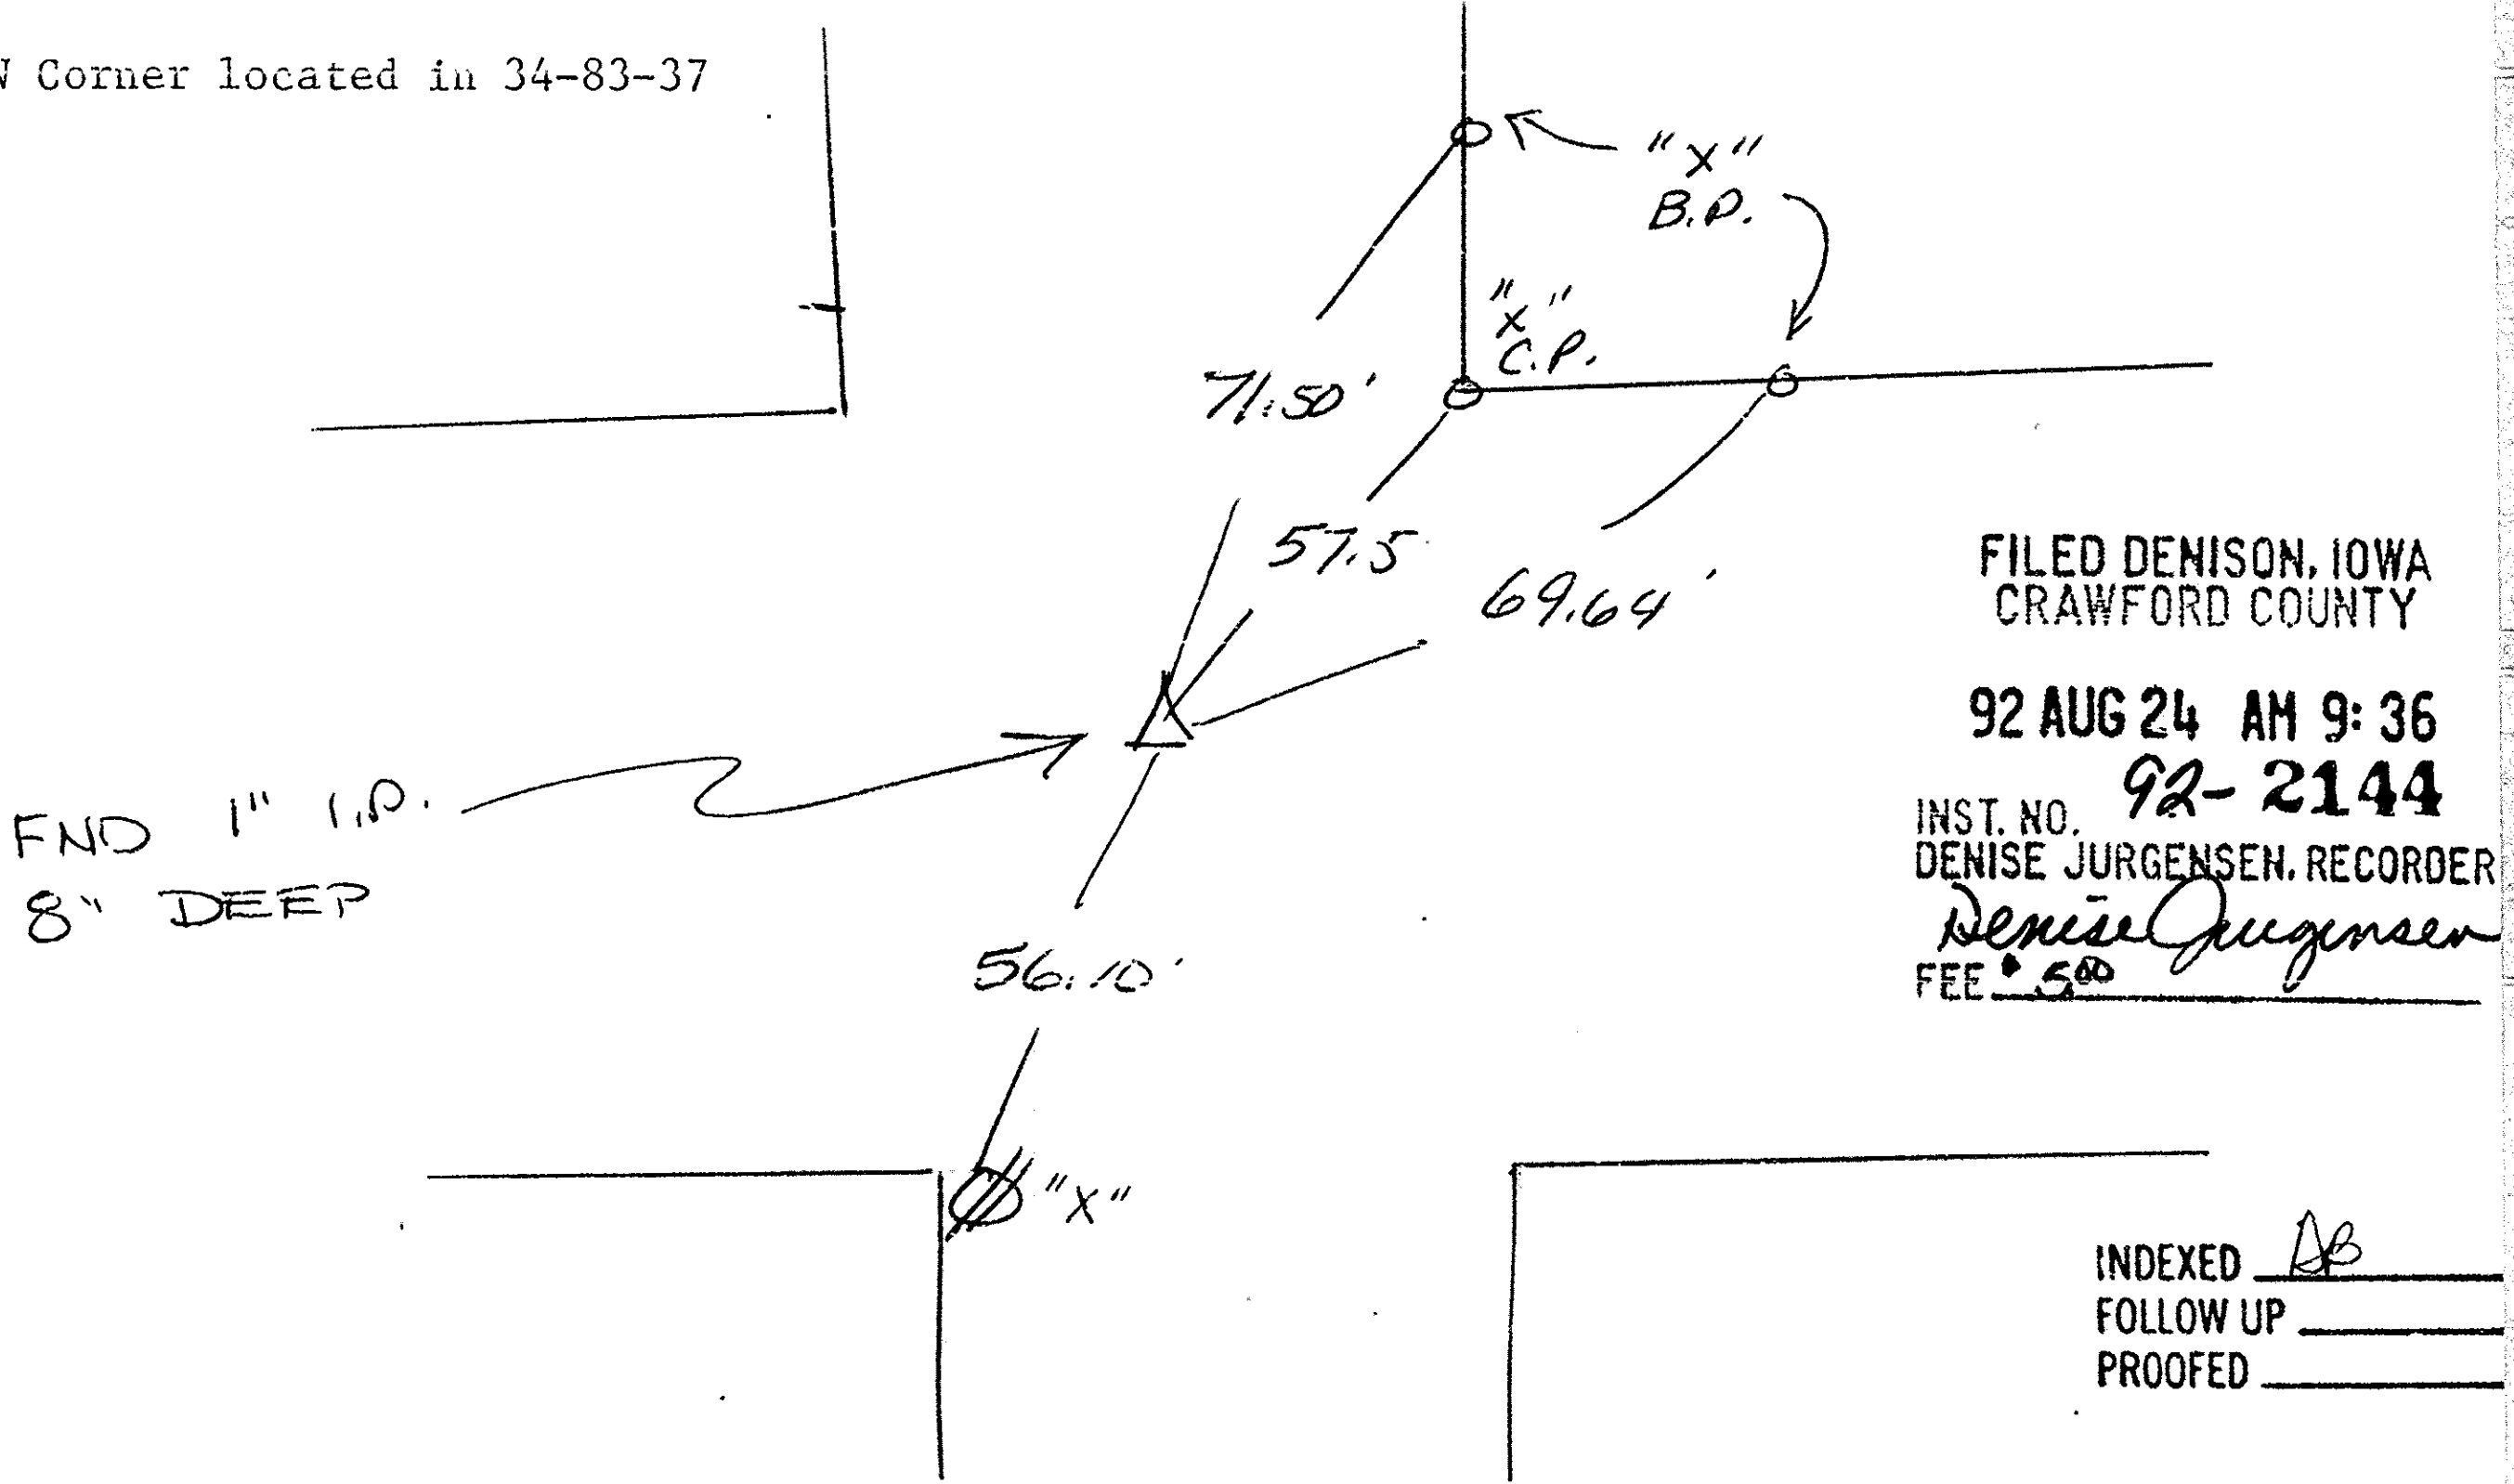 Corner located in 34-83-37
"X"
B.P.
"X"
C.P.
71.50'
57.5
69.64'
FILED DENISON, IOWA
CRAWFORD COUNTY
92 AUG 24 AM 9:36
INST. NO. 92-2144
DENISE JURGENSEN, RECORDER
Denise Jurgensen
FEE $ 5.00
FND 1" I.P.
8" DEEP
56.10'
"X"
INDEXED
FOLLOW UP
PROOFED